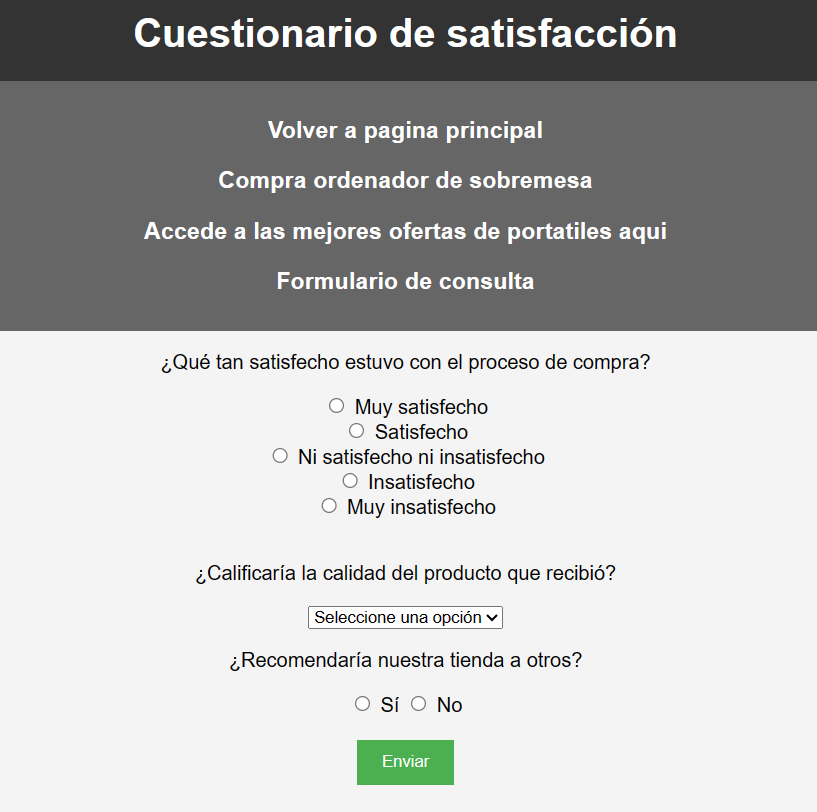 Cuestionario de satisfacción
Volver a pagina principal
Compra ordenador de sobremesa
Accede a las mejores ofertas de portatiles aqui
Formulario de consulta
¿Qué tan satisfecho estuvo con el proceso de compra?
Muy satisfecho
Satisfecho
Ni satisfecho ni insatisfecho
Insatisfecho
Muy insatisfecho
¿Calificaría la calidad del producto que recibió?
Seleccione una opción
¿Recomendaría nuestra tienda a otros?
Sí No
Enviar